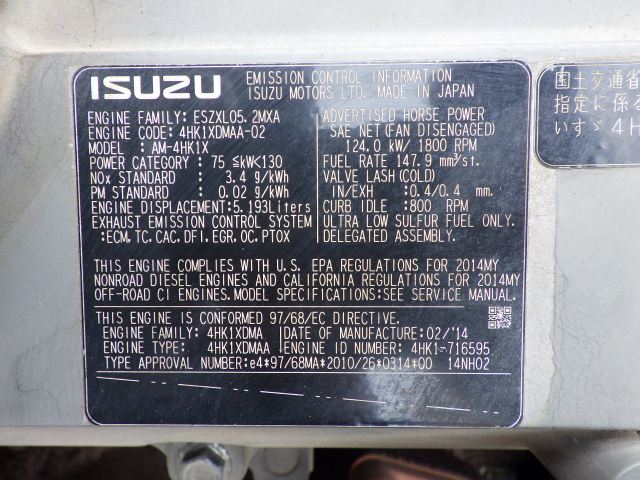 ISUZU
EMISSION CONTROL INFORMATION
ISUZU MOTORS LTD. MADE IN JAPAN
ENGINE FAMILY: ESZXL05.2MXA
ENGINE CODE: 4HK1XDMAA-02
MODEL : AM-4HK1X
POWER CATEGORY : 75 ≦kW<130
NOx STANDARD : 3.4 g/kWh
PM STANDARD : 0.02 g/kWh
ENGINE DISPLACEMENT: 5.193Liters
EXHAUST EMISSION CONTROL SYSTEM
:ECM, TC, CAC, DFI, EGR, OC, PTOX
ADVERTISED HORSE POWER
SAE NET(FAN DISENGAGED)
124.0 kW/ 1800 RPM
FUEL RATE 147.9 mm³/st.
VALVE LASH (COLD)
IN/EXH : 0.4/0.4 mm.
CURB IDLE : 800 RPM
ULTRA LOW SULFUR FUEL ONLY.
DELEGATED ASSEMBLY.
THIS ENGINE COMPLIES WITH U.S. EPA REGULATIONS FOR 2014MY
NONROAD DIESEL ENGINES AND CALIFORNIA REGULATIONS FOR 2014MY
OFF-ROAD CI ENGINES. MODEL SPECIFICATIONS:SEE SERVICE MANUAL.
THIS ENGINE IS CONFORMED 97/68/EC DIRECTIVE.
ENGINE FAMILY: 4HK1XDMA DATE OF MANUFACTURE: 02/'14
ENGINE TYPE: 4HK1XDMAA ENGINE ID NUMBER: 4HK1-716595
TYPE APPROVAL NUMBER:e4*97/68MA*2010/26*0314*00 14NH02
国土交通省
指定に係
いすゞ4H